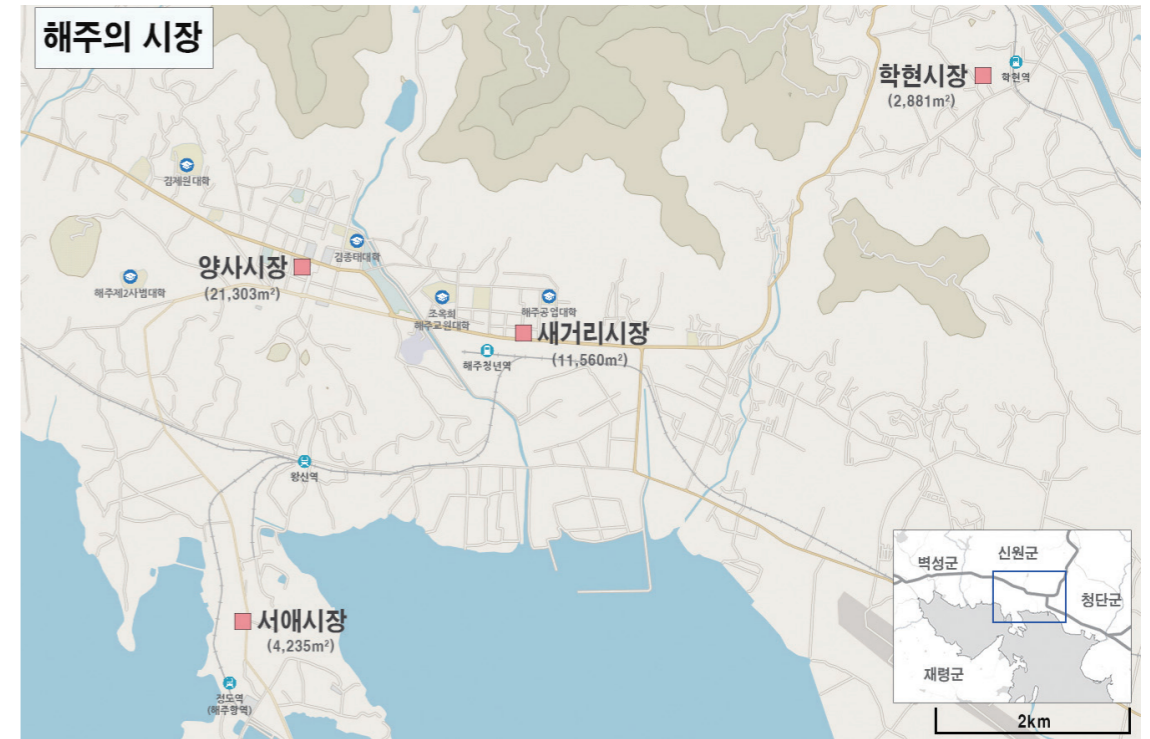 해주의 시장
학현시장
(2,881m²)
학현역
김제원대학
김종태대학
양사시장
(21,303m²)
해주제2사범대학
조옥희
해주교원대학
해주공업대학
새거리시장
(11,560m²)
해주청년역
왕신역
서애시장
(4,235m²)
정도역
(해주항역)
벽성군
신원군
청단군
재령군
2km